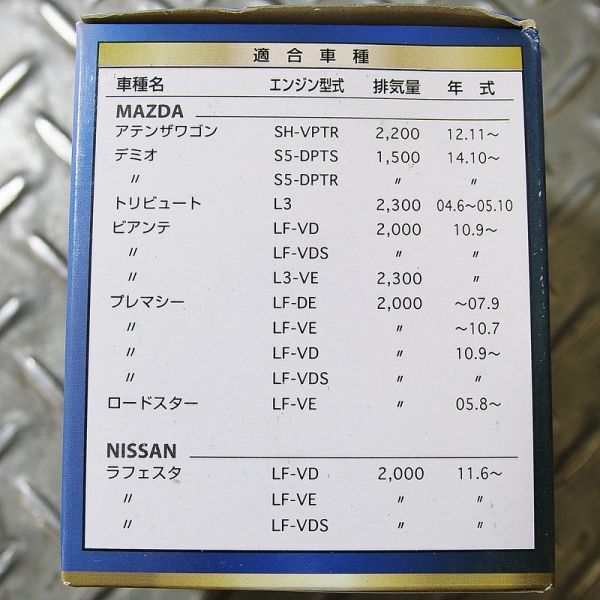 適合車種
車種名 エンジン型式 排気量 年式
MAZDA
アテンザワゴン SH-VPTR 2,200 12.11～
デミオ S5-DPTS 1,500 14.10～
〃 S5-DPTR 〃 〃
トリビュート L3 2,300 04.6～05.10
ビアンテ LF-VD 2,000 10.9～
〃 LF-VDS 〃 〃
〃 L3-VE 2,300 〃
プレマシー LF-DE 2,000 ～07.9
〃 LF-VE 〃 ～10.7
〃 LF-VD 〃 10.9～
〃 LF-VDS 〃 〃
ロードスター LF-VE 〃 05.8～
NISSAN
ラフェスタ LF-VD 2,000 11.6～
〃 LF-VE 〃 〃
〃 LF-VDS 〃 〃